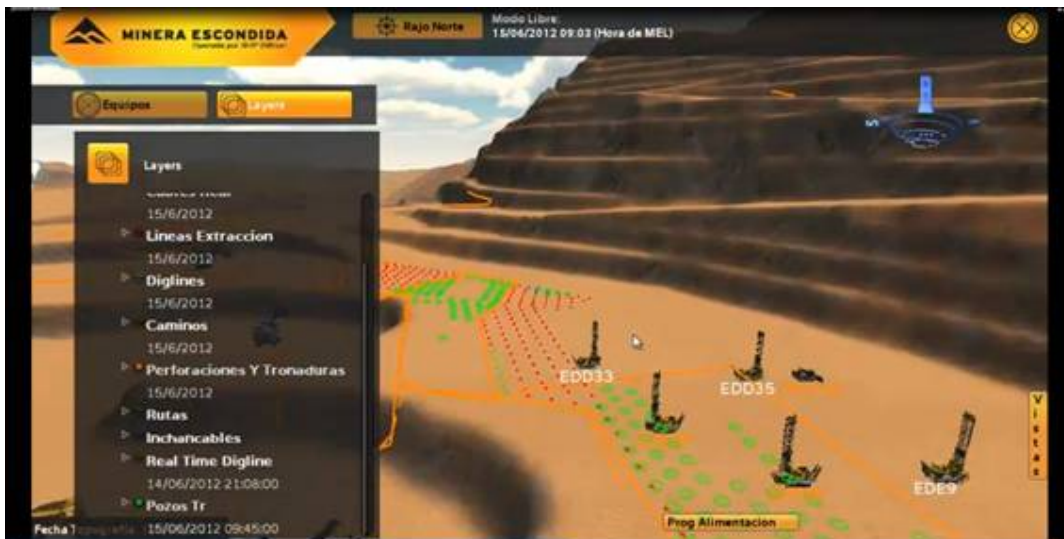 MINERA ESCONDIDA
Rajo Norte
Modo Libre:
15/06/2012 09:03 (Hora de MEL)
Equipos
Layers
Layers
15/6/2012
Lineas Extraccion
15/6/2012
Diglines
15/6/2012
Caminos
15/6/2012
Perforaciones Y Tronaduras
15/6/2012
Rutas
Inchancables
Real Time Digline
14/06/2012 21:08:00
Pozos Tr
15/06/2012 09:45:00
Fecha
EDD33
EDD35
EDE9
Vistas
Prog Alimentacion
S